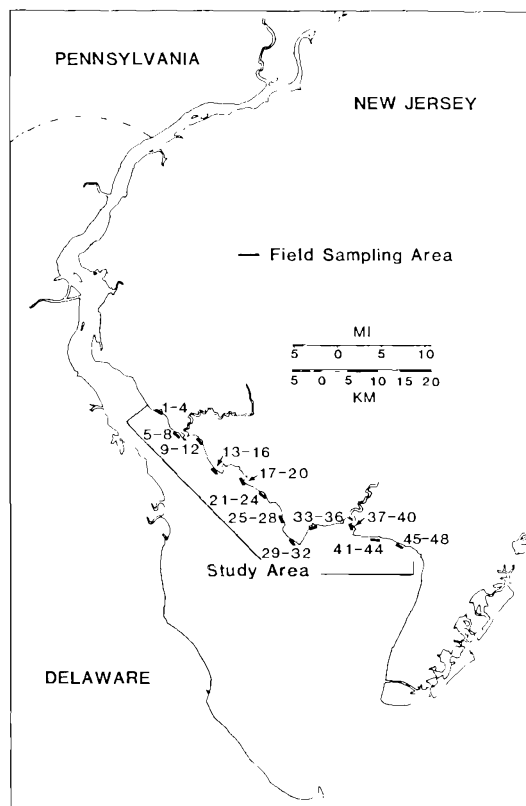 PENNSYLVANIA
NEW JERSEY
Field Sampling Area
MI
5 0 5 10
5 0 5 10 15 20
KM
1-4
5-8
9-12
13-16
17-20
21-24
25-28
33-36
37-40
29-32
41-44
45-48
Study Area
DELAWARE